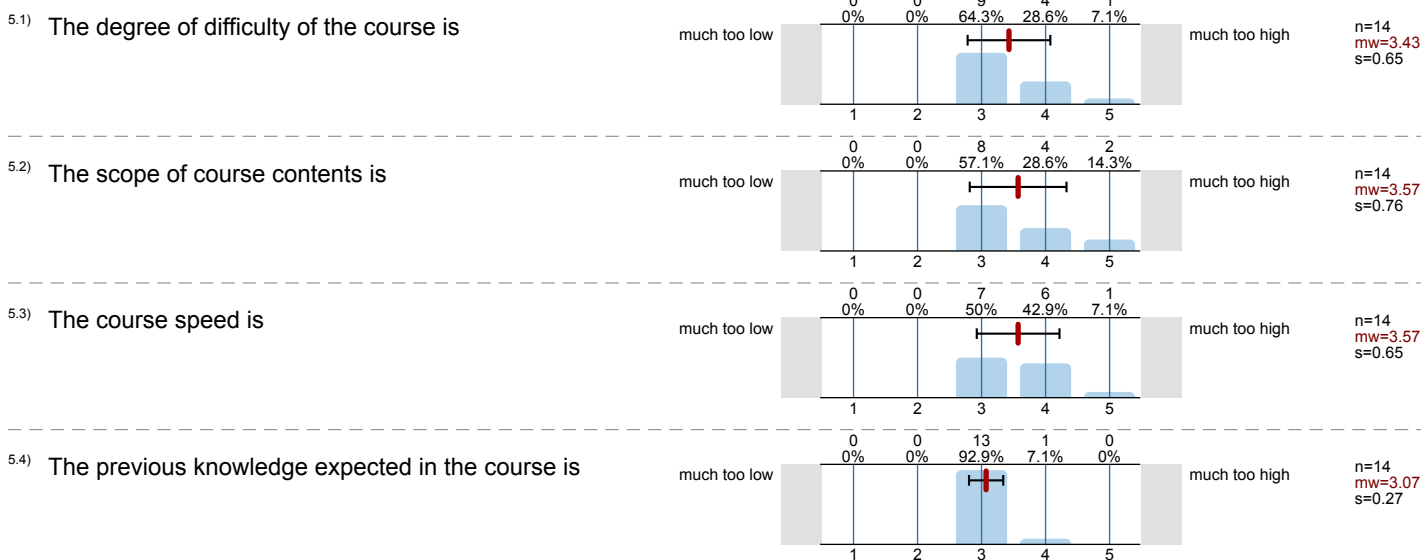 0 0 9 4 1
5.1) The degree of difficulty of the course is
0% 0% 64.3% 28.6% 7.1%
much too low
much too high
n=14
mw=3.43
s=0.65
1 2 3 4 5
5.2) The scope of course contents is
0 0 8 4 2
0% 0% 57.1% 28.6% 14.3%
much too low
much too high
n=14
mw=3.57
s=0.76
1 2 3 4 5
5.3) The course speed is
0 0 7 6 1
0% 0% 50% 42.9% 7.1%
much too low
much too high
n=14
mw=3.57
s=0.65
1 2 3 4 5
5.4) The previous knowledge expected in the course is
0 0 13 1 0
0% 0% 92.9% 7.1% 0%
much too low
much too high
n=14
mw=3.07
s=0.27
1 2 3 4 5